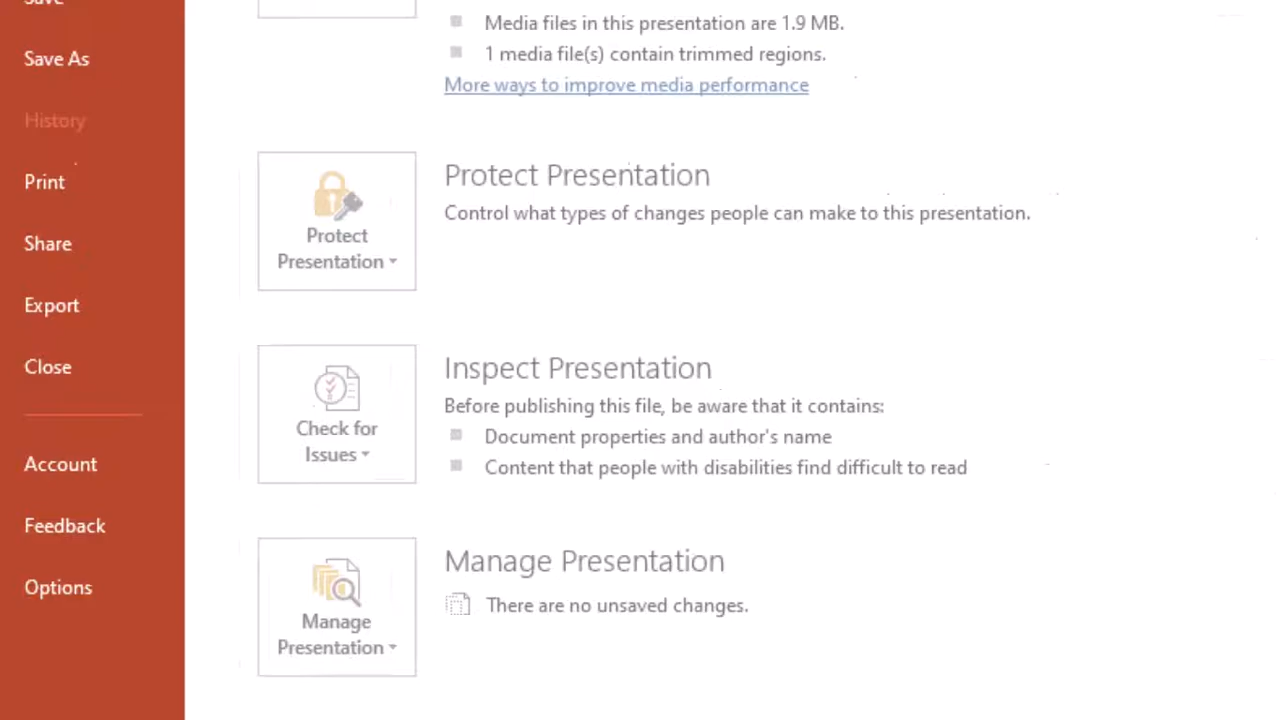 Save
Save As
History
Print
Share
Export
Close
Account
Feedback
Options
Media files in this presentation are 1.9 MB.
1 media file(s) contain trimmed regions.
More ways to improve media performance
Protect
Presentation
Protect Presentation
Control what types of changes people can make to this presentation.
Check for
Issues
Inspect Presentation
Before publishing this file, be aware that it contains:
Document properties and author's name
Content that people with disabilities find difficult to read
Manage
Presentation
Manage Presentation
There are no unsaved changes.